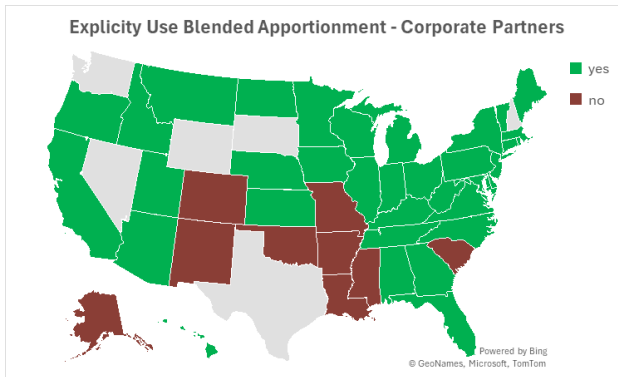 Explicity Use Blended Apportionment - Corporate Partners
yes
no
Powered by Bing
© GeoNames, Microsoft, TomTom